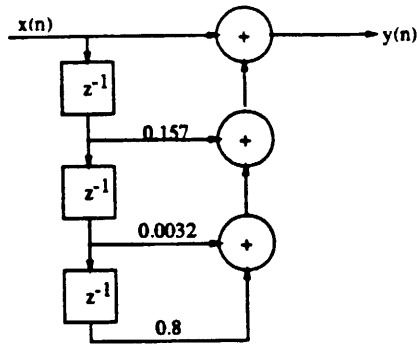 x(n)
+
y(n)
z-1
0.157
+
z-1
0.0032
+
z-1
0.8